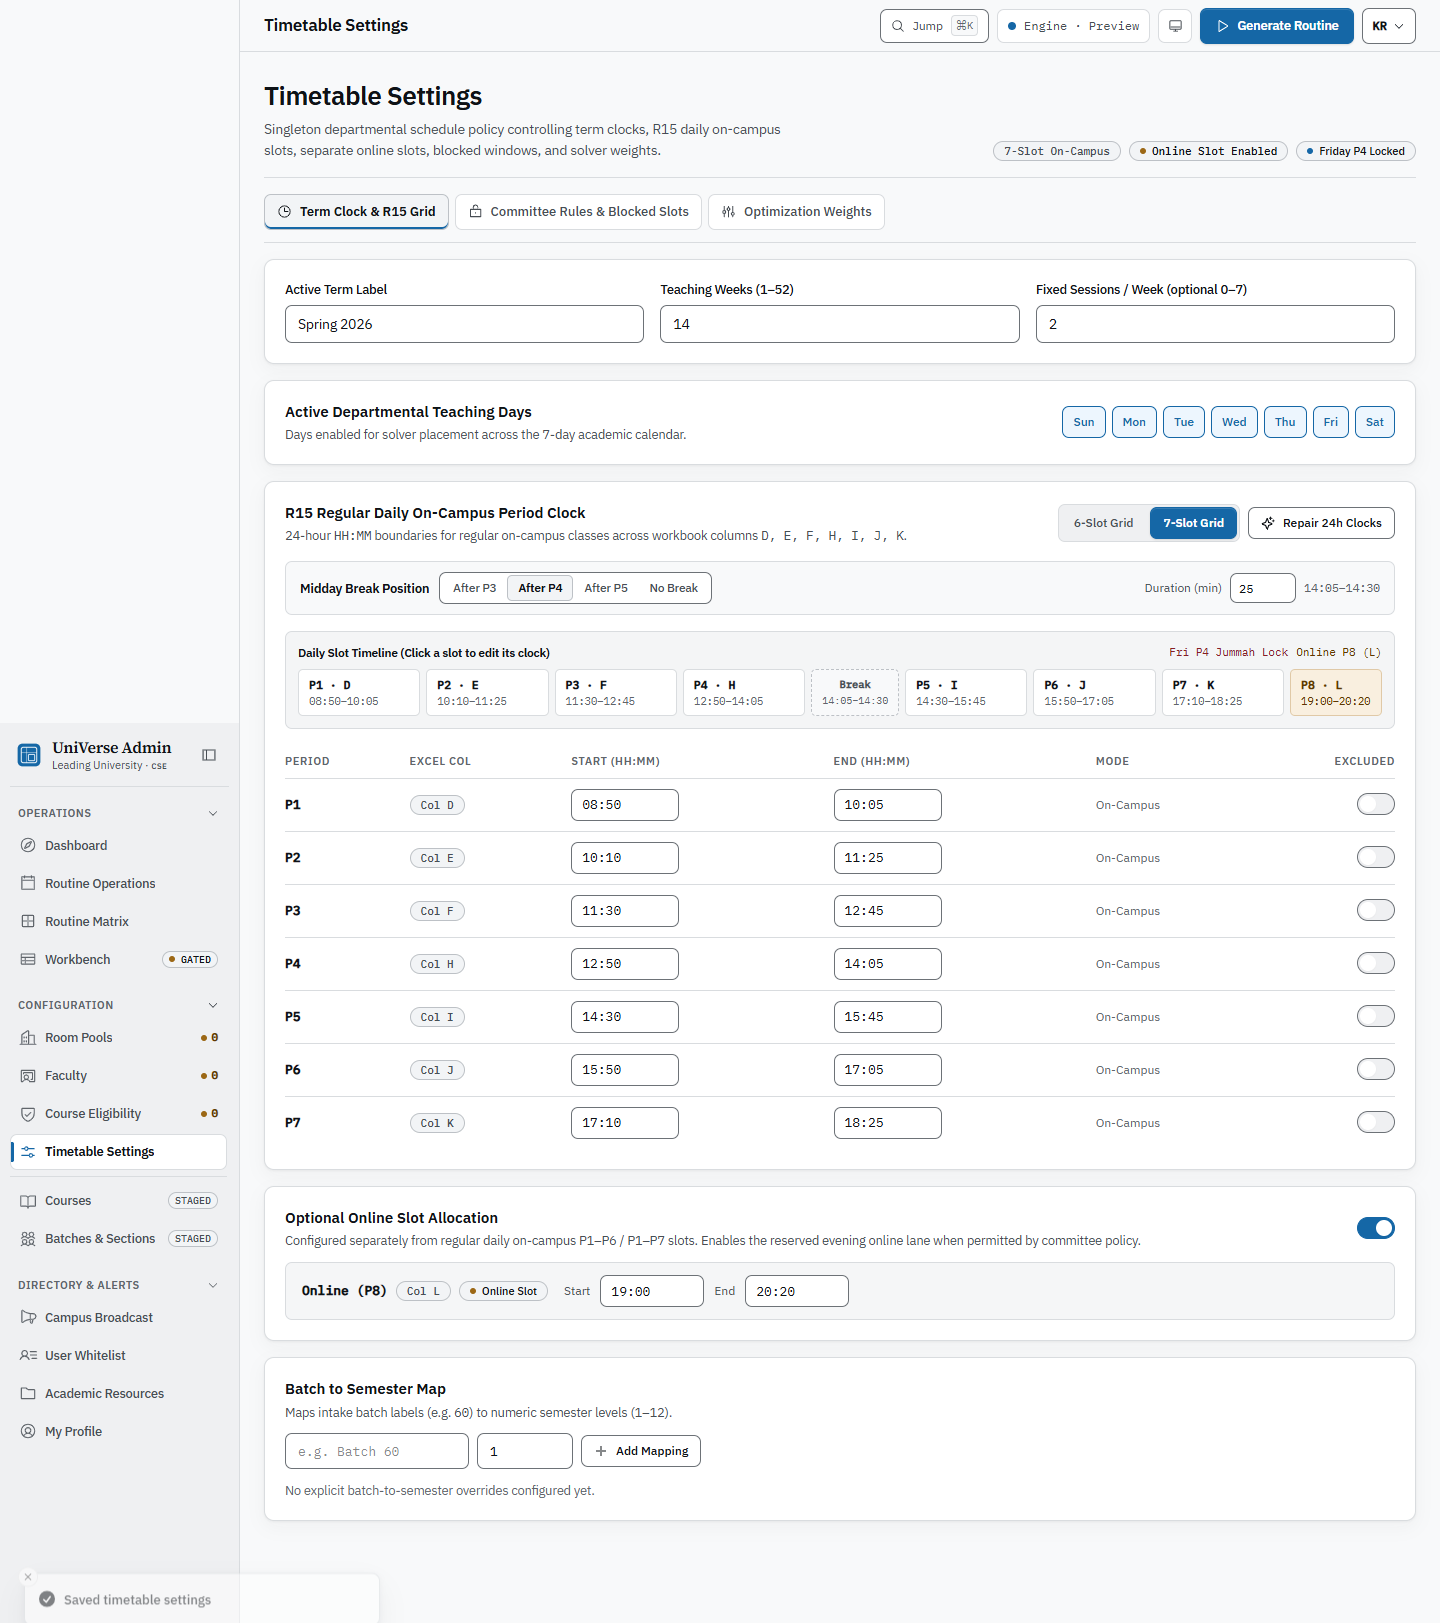 Timetable Settings
Jump ⌘K
Engine · Preview
Generate Routine
KR
Timetable Settings
Singleton departmental schedule policy controlling term clocks, R15 daily on-campus
slots, separate online slots, blocked windows, and solver weights.
7-Slot On-Campus
Online Slot Enabled
Friday P4 Locked
Term Clock & R15 Grid
Committee Rules & Blocked Slots
Optimization Weights
Active Term Label
Teaching Weeks (1–52)
Fixed Sessions / Week (optional 0–7)
Spring 2026
14
2
Active Departmental Teaching Days
Days enabled for solver placement across the 7-day academic calendar.
Sun Mon Tue Wed Thu Fri Sat
R15 Regular Daily On-Campus Period Clock
24-hour HH:MM boundaries for regular on-campus classes across workbook columns D, E, F, H, I, J, K.
6-Slot Grid
7-Slot Grid
Repair 24h Clocks
Midday Break Position
After P3 After P4 After P5 No Break
Duration (min) 25 14:05–14:30
Daily Slot Timeline (Click a slot to edit its clock)
Fri P4 Jummah Lock Online P8 (L)
P1 · D
08:50–10:05
P2 · E
10:10–11:25
P3 · F
11:30–12:45
P4 · H
12:50–14:05
Break
14:05–14:30
P5 · I
14:30–15:45
P6 · J
15:50–17:05
P7 · K
17:10–18:25
P8 · L
19:00–20:20
PERIOD EXCEL COL START (HH:MM) END (HH:MM) MODE EXCLUDED
P1 Col D 08:50 10:05 On-Campus
P2 Col E 10:10 11:25 On-Campus
P3 Col F 11:30 12:45 On-Campus
P4 Col H 12:50 14:05 On-Campus
P5 Col I 14:30 15:45 On-Campus
P6 Col J 15:50 17:05 On-Campus
P7 Col K 17:10 18:25 On-Campus
Optional Online Slot Allocation
Configured separately from regular daily on-campus P1–P6 / P1–P7 slots. Enables the reserved evening online lane when permitted by committee policy.
Online (P8) Col L Online Slot Start 19:00 End 20:20
Batch to Semester Map
Maps intake batch labels (e.g. 60) to numeric semester levels (1–12).
e.g. Batch 60 1 Add Mapping
No explicit batch-to-semester overrides configured yet.
UniVerse Admin
Leading University · CSE
OPERATIONS
Dashboard
Routine Operations
Routine Matrix
Workbench GATED
CONFIGURATION
Room Pools 0
Faculty 0
Course Eligibility 0
Timetable Settings
Courses STAGED
Batches & Sections STAGED
DIRECTORY & ALERTS
Campus Broadcast
User Whitelist
Academic Resources
My Profile
Saved timetable settings